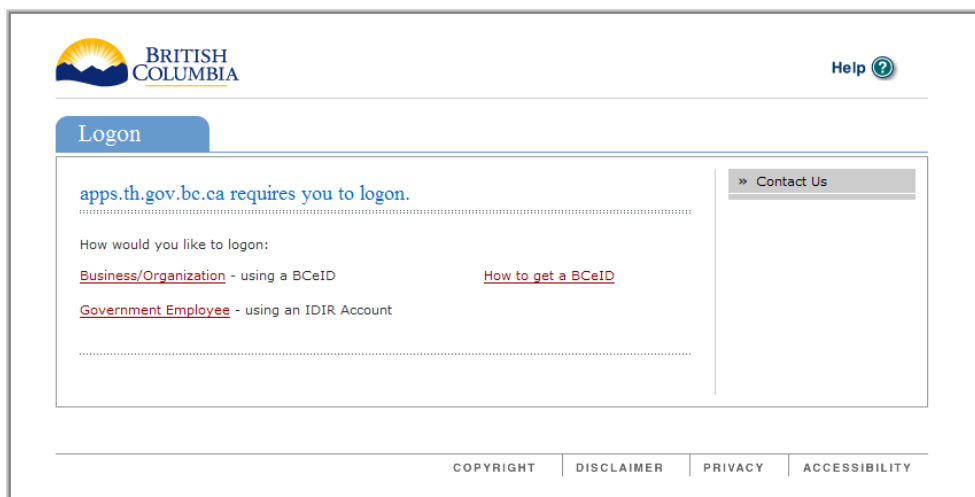 BRITISH
COLUMBIA
Help ?
Logon
apps.th.gov.bc.ca requires you to logon.
» Contact Us
How would you like to logon:
Business/Organization - using a BCeID
How to get a BCeID
Government Employee - using an IDIR Account
COPYRIGHT
DISCLAIMER
PRIVACY
ACCESSIBILITY